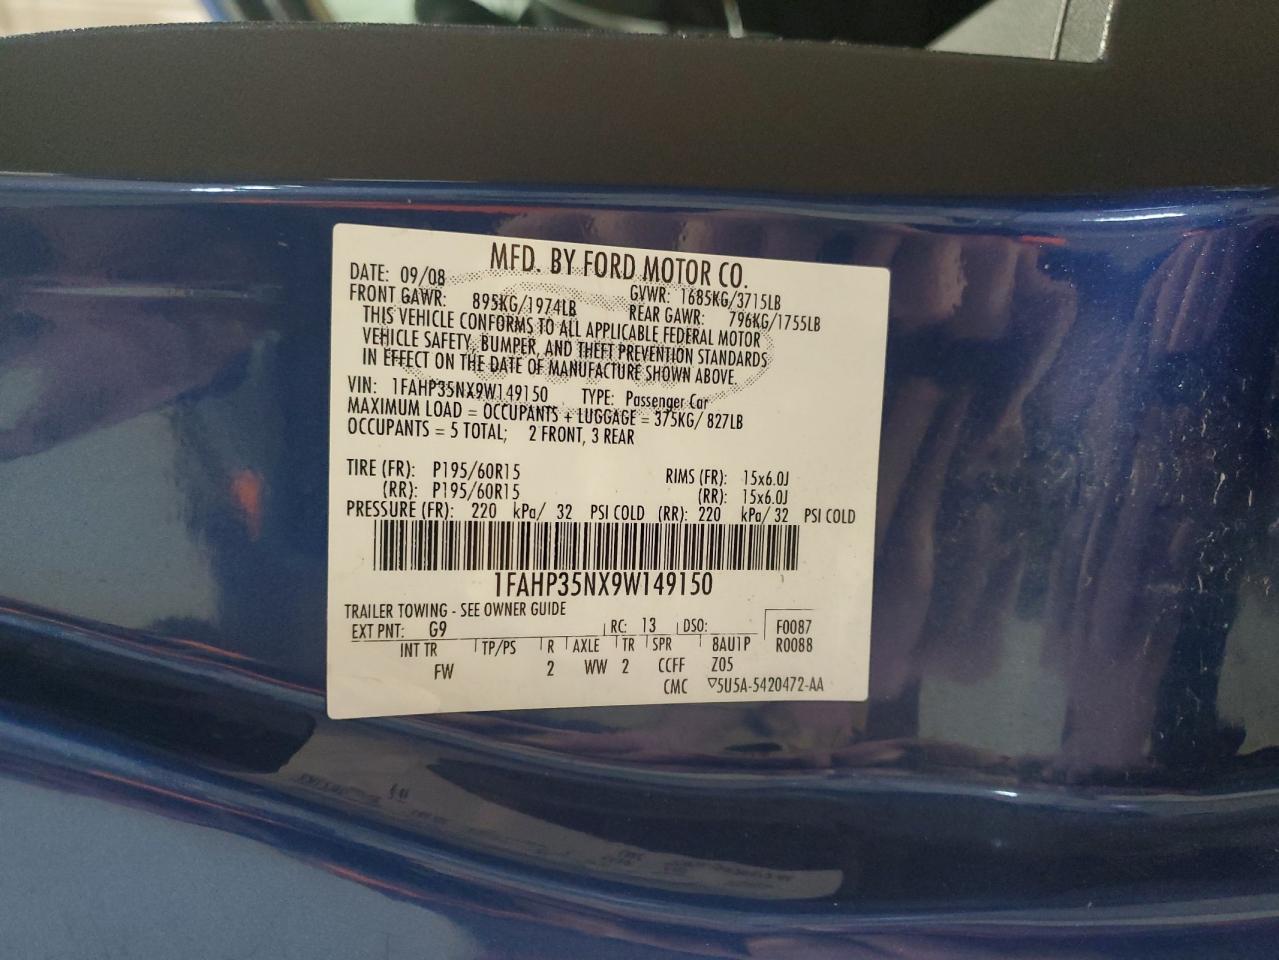 MFD. BY FORD MOTOR CO.
DATE: 09/08 GVWR: 1685KG/3715LB
FRONT GAWR: 895KG/1974LB REAR GAWR: 796KG/1755LB
THIS VEHICLE CONFORMS TO ALL APPLICABLE FEDERAL MOTOR
VEHICLE SAFETY, BUMPER, AND THEFT PREVENTION STANDARDS
IN EFFECT ON THE DATE OF MANUFACTURE SHOWN ABOVE.
VIN: 1FAHP35NX9W149150 TYPE: Passenger Car
MAXIMUM LOAD = OCCUPANTS + LUGGAGE = 375KG/ 827LB
OCCUPANTS = 5 TOTAL; 2 FRONT, 3 REAR
TIRE (FR): P195/60R15 RIMS (FR): 15x6.0J
(RR): P195/60R15 (RR): 15x6.0J
PRESSURE (FR): 220 kPa/ 32 PSI COLD (RR): 220 kPa/ 32 PSI COLD
1FAHP35NX9W149150
TRAILER TOWING - SEE OWNER GUIDE
EXT PNT: G9 RC: 13 DSO: F0087
INT TR TP/PS R AXLE TR SPR 8AU1P R0088
FW 2 WW 2 CCFF Z05
CMC 5U5A-5420472-AA